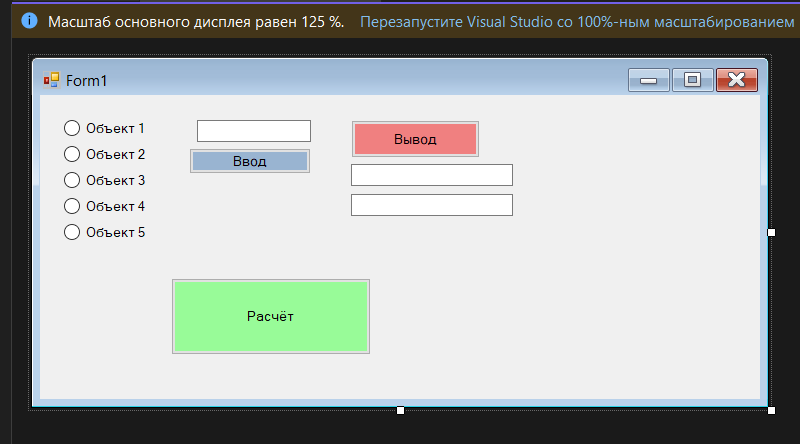 Масштаб основного дисплея равен 125 %. Перезапустите Visual Studio со 100%-ным масштабированием
Form1
Объект 1
Объект 2
Объект 3
Объект 4
Объект 5
Ввод
Вывод
Расчёт